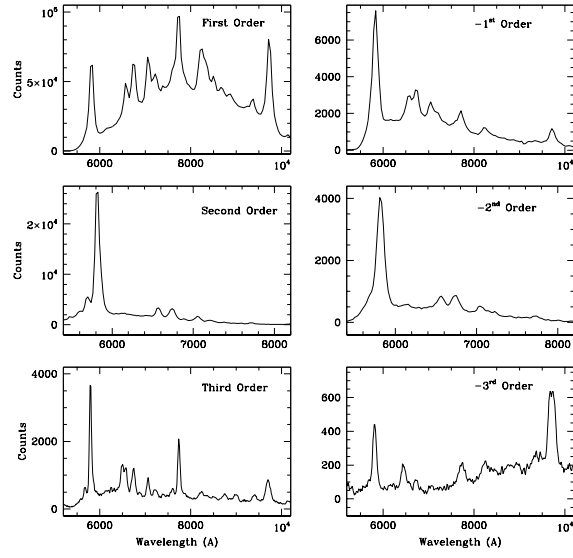 First Order
10⁵
5×10⁴
0
Counts
6000 8000 10⁴
-1ˢᵗ Order
6000
4000
2000
0
6000 8000 10⁴
Second Order
2×10⁴
10⁴
0
Counts
6000 7000 8000
-2ⁿᵈ Order
4000
2000
0
6000 7000 8000
Third Order
4000
2000
0
Counts
6000 8000 10⁴
Wavelength (A)
-3ʳᵈ Order
800
600
400
200
0
6000 8000 10⁴
Wavelength (A)